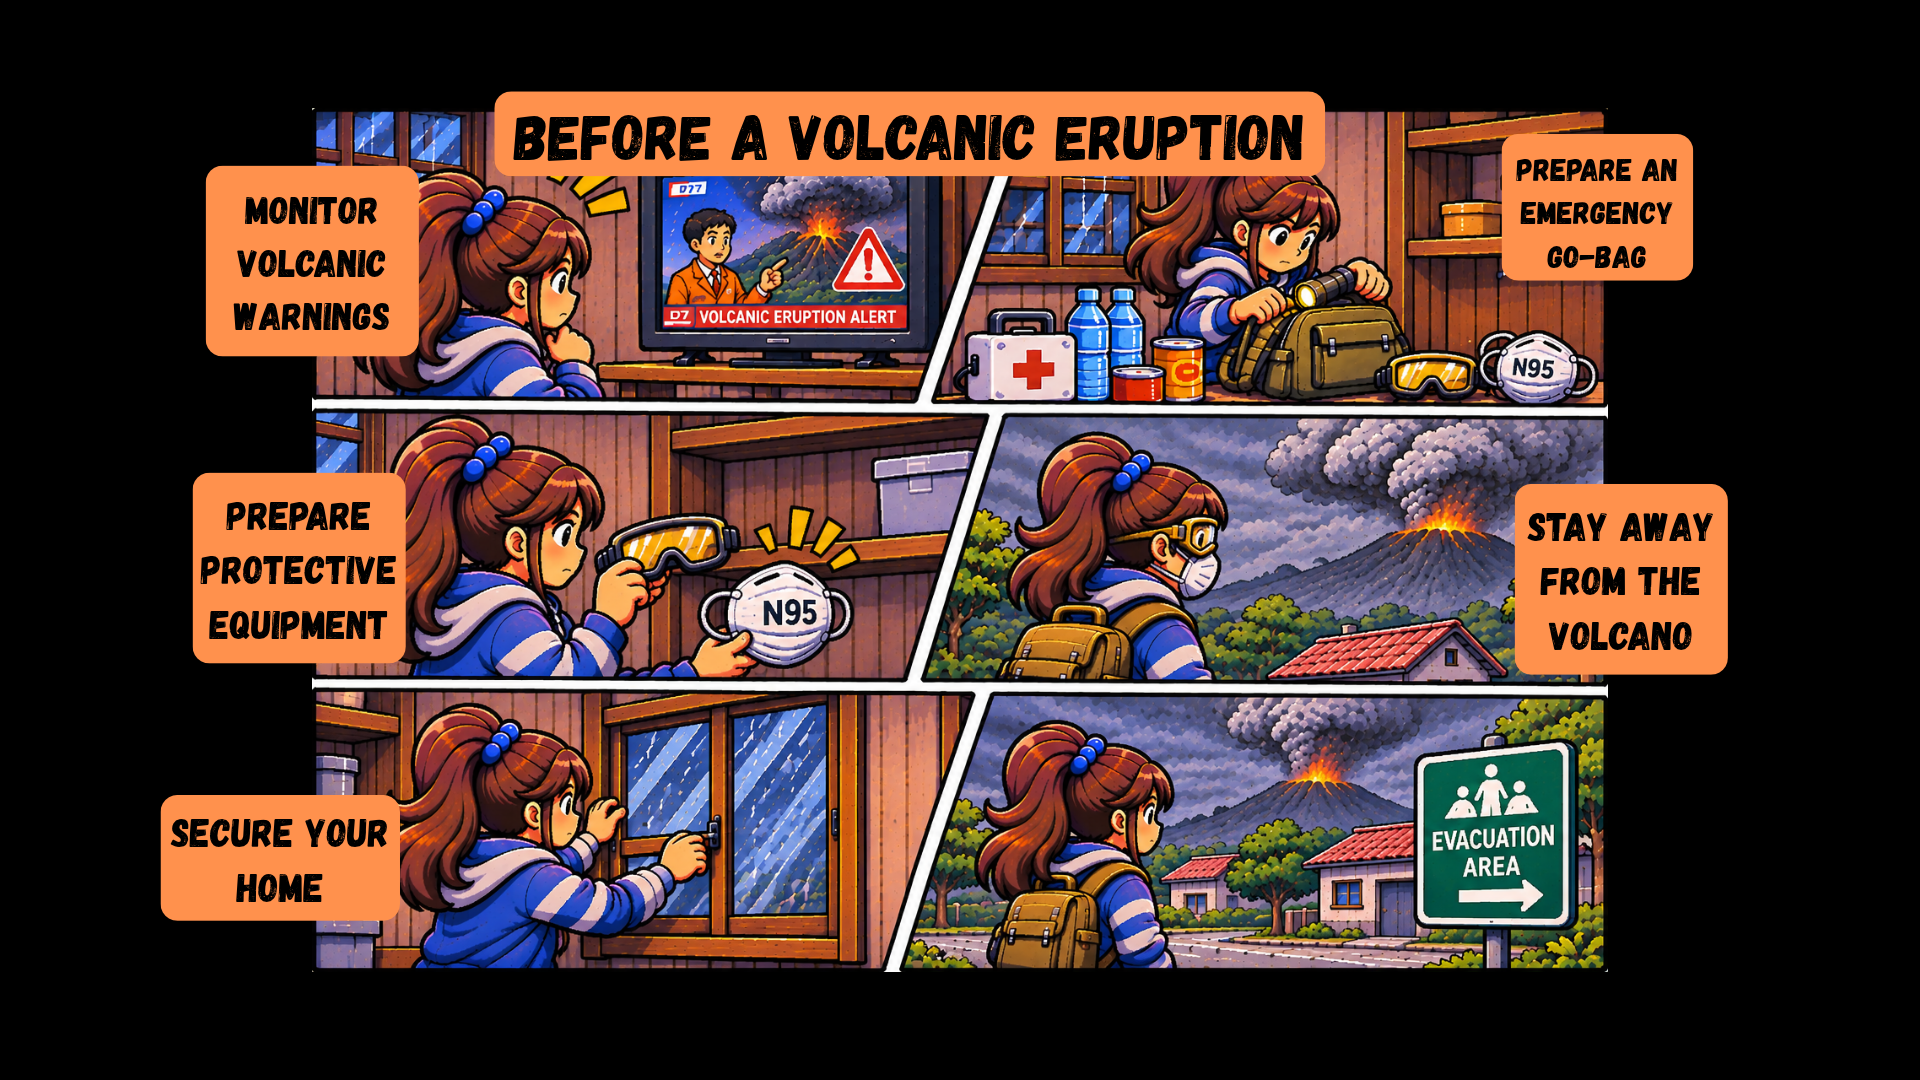 BEFORE A VOLCANIC ERUPTION
MONITOR
VOLCANIC
WARNINGS
D77
D7 VOLCANIC ERUPTION ALERT
PREPARE AN
EMERGENCY
GO-BAG
N95
PREPARE
PROTECTIVE
EQUIPMENT
N95
STAY AWAY
FROM THE
VOLCANO
SECURE YOUR
HOME
EVACUATION
AREA